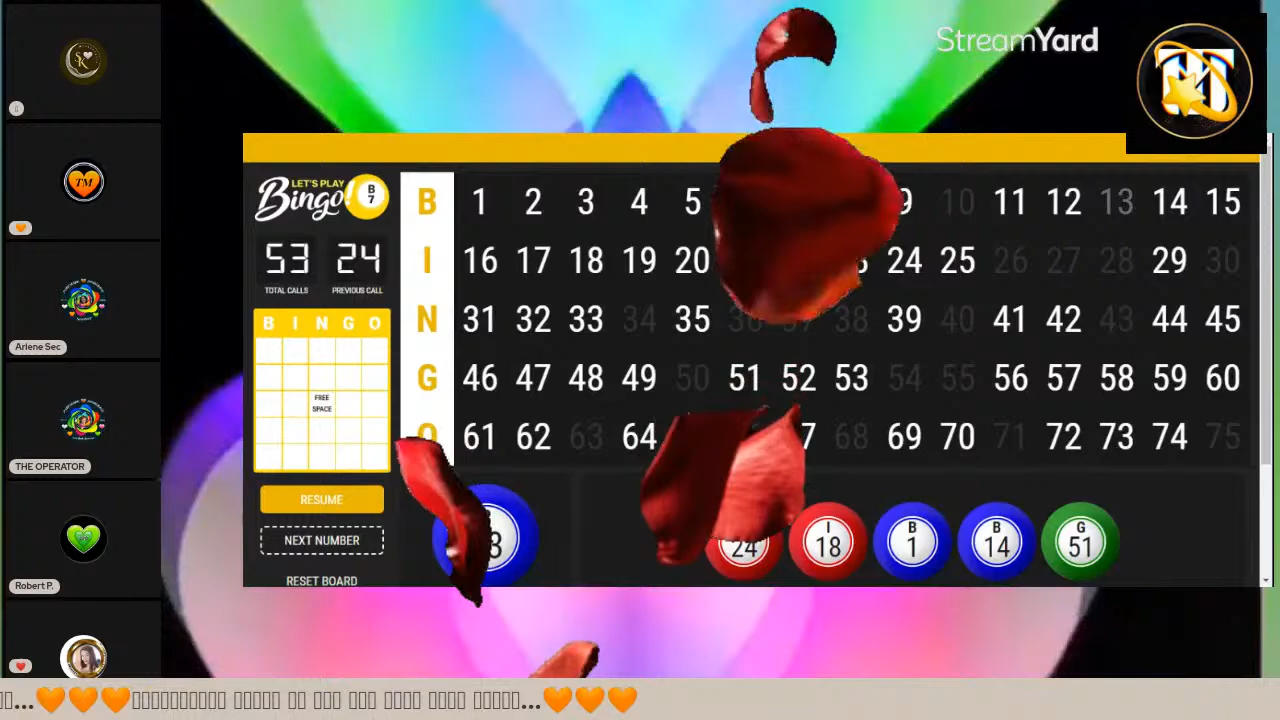 StreamYard
LET'S PLAY
Bingo!
B
7
53 24
TOTAL CALLS PREVIOUS CALL
B I N G O
FREE
SPACE
RESUME
NEXT NUMBER
RESET BOARD
B 1 2 3 4 5 10 11 12 13 14 15
I 16 17 18 19 20 24 25 26 27 28 29 30
N 31 32 33 34 35 36 37 38 39 40 41 42 43 44 45
G 46 47 48 49 50 51 52 53 54 55 56 57 58 59 60
O 61 62 63 64 68 69 70 71 72 73 74 75
24
I
18
B
1
B
14
G
51
SK
TM
Arlene Sec
THE OPERATOR
Robert P.